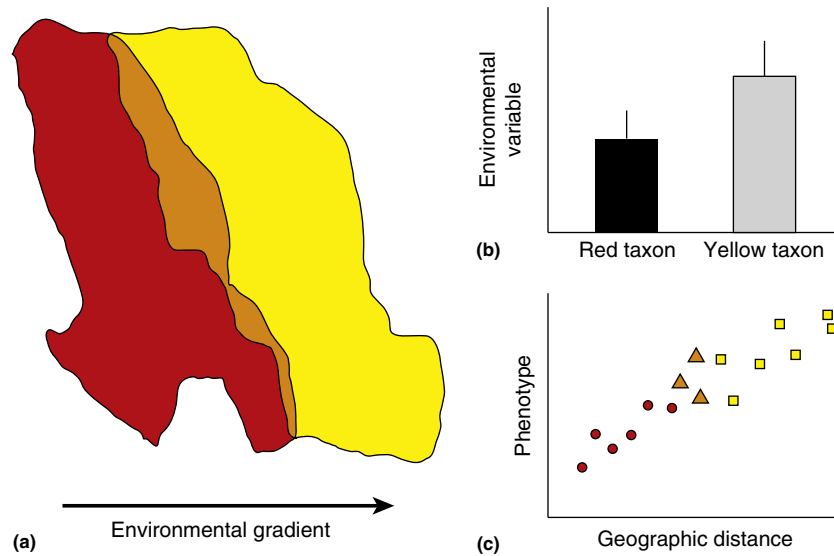 Environmental gradient
(a)
Environmental
variable
Red taxon Yellow taxon
(b)
Phenotype
Geographic distance
(c)